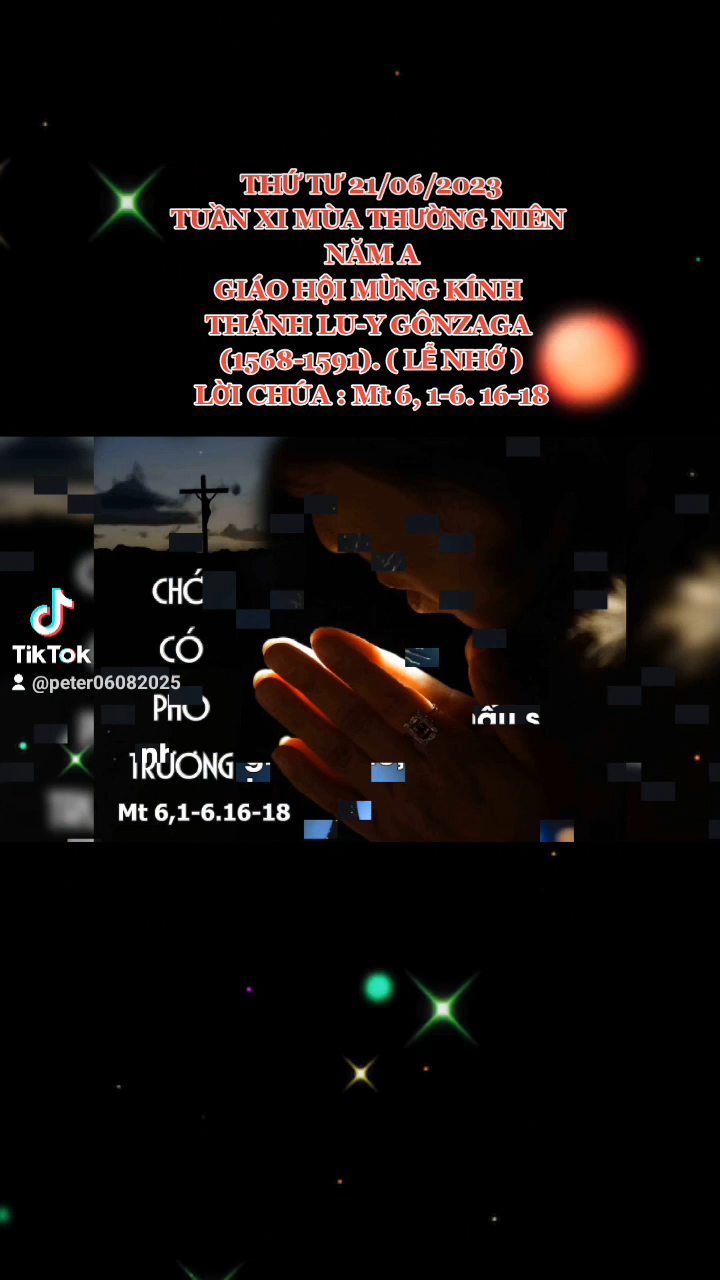 THỨ TƯ 21/06/2023
TUẦN XI MÙA THƯỜNG NIÊN
NĂM A
GIÁO HỘI MỪNG KÍNH
THÁNH LU-Y GÔNZAGA
(1568-1591). ( LỄ NHỚ )
LỜI CHÚA : Mt 6, 1-6. 16-18
CHỚ
CÓ
PHÔ
TRƯƠNG
Mt 6,1-6.16-18
TikTok
@peter06082025